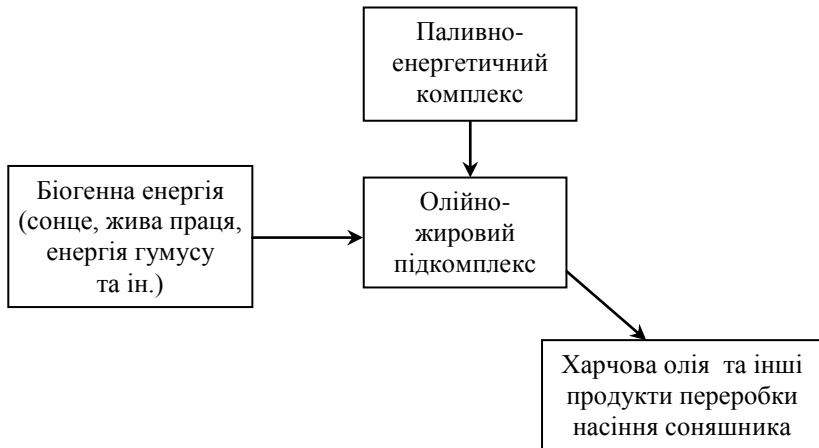 Паливно-
енергетичний
комплекс
Біогенна енергія
(сонце, жива праця,
енергія гумусу
та ін.)
Олійно-
жировий
підкомплекс
Харчова олія та інші
продукти переробки
насіння соняшника